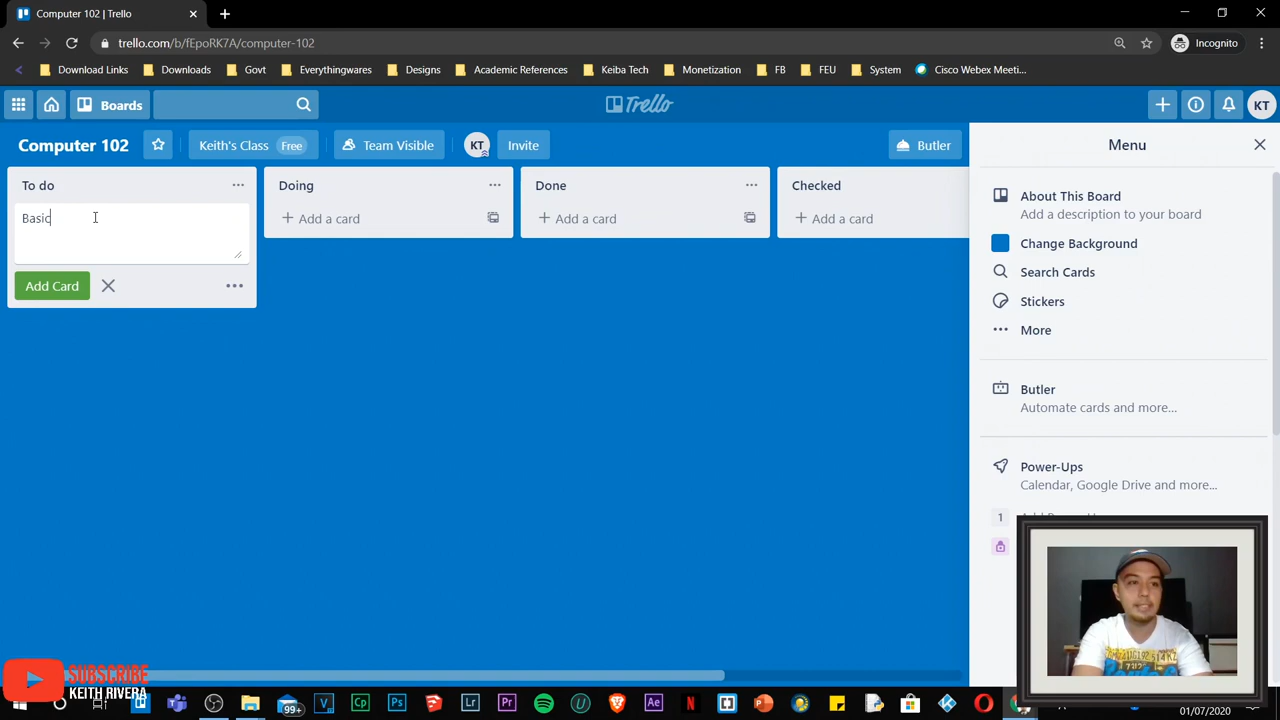 Computer 102 | Trello
trello.com/b/fEpoRK7A/computer-102
Incognito
Download Links
Downloads
Govt
Everythingwares
Designs
Academic References
Keiba Tech
Monetization
FB
FEU
System
Cisco Webex Meeti...
Boards
Trello
KT
Computer 102
Keith's Class Free
Team Visible
KT
Invite
Butler
Menu
To do
Doing
Done
Checked
Basic
Add a card
Add a card
Add a card
Add Card
About This Board
Add a description to your board
Change Background
Search Cards
Stickers
More
Butler
Automate cards and more...
Power-Ups
Calendar, Google Drive and more...
1
SUBSCRIBE
KEITH RIVERA
99+
01/07/2020